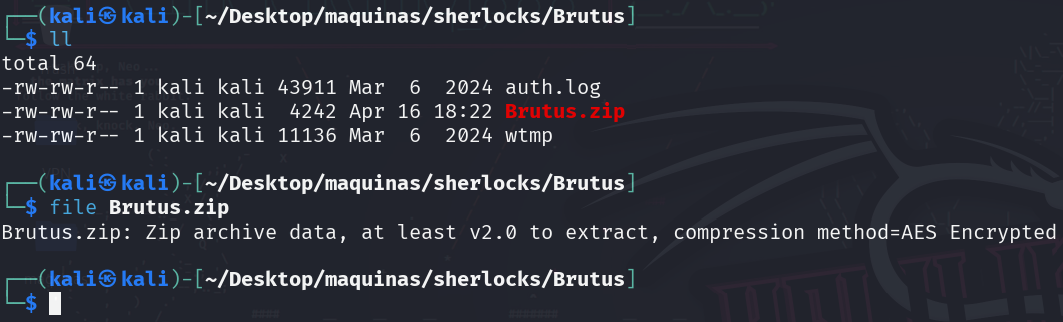 ┌──(kali㉿kali)-[~/Desktop/maquinas/sherlocks/Brutus]
└─$ ll
total 64
-rw-rw-r-- 1 kali kali 43911 Mar  6  2024 auth.log
-rw-rw-r-- 1 kali kali  4242 Apr 16 18:22 Brutus.zip
-rw-rw-r-- 1 kali kali 11136 Mar  6  2024 wtmp
┌──(kali㉿kali)-[~/Desktop/maquinas/sherlocks/Brutus]
└─$ file Brutus.zip
Brutus.zip: Zip archive data, at least v2.0 to extract, compression method=AES Encrypted
┌──(kali㉿kali)-[~/Desktop/maquinas/sherlocks/Brutus]
└─$